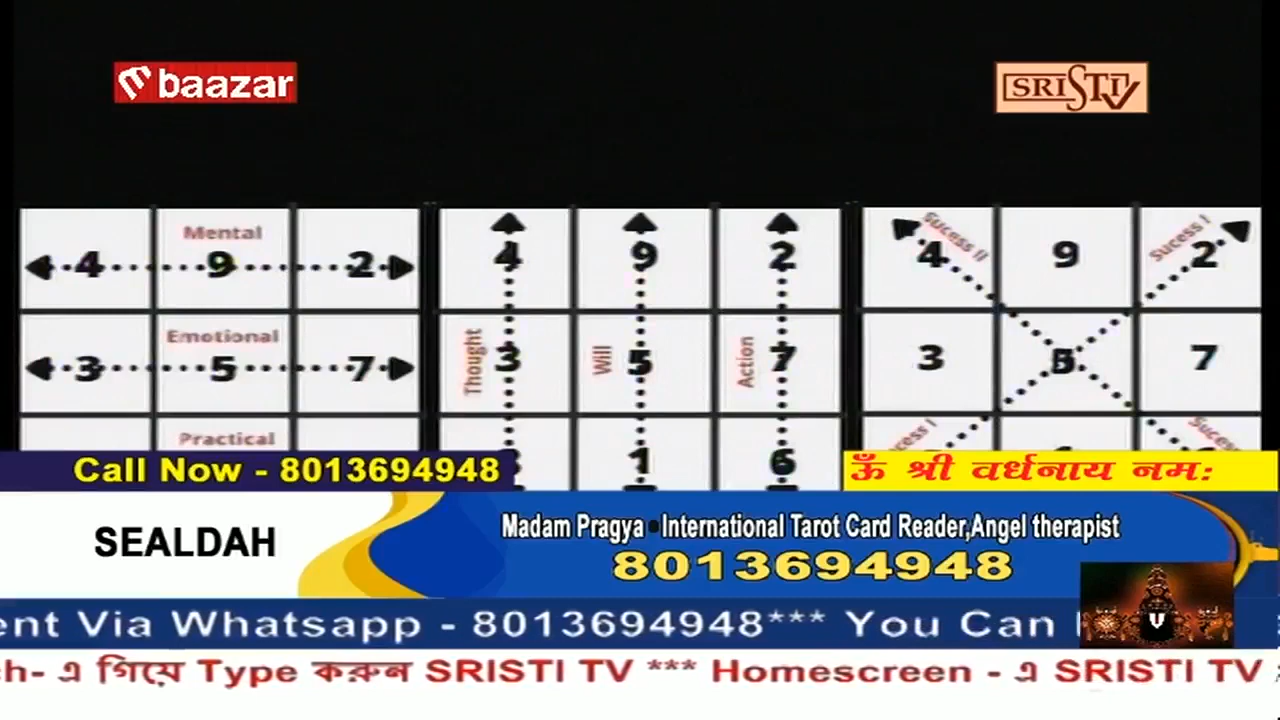 baazar
SRISTI TV
Mental
4 9 2
Emotional
3 5 7
Practical
4 9 2
Thought 3 Will 5 Action 7
1 6
Sucess II Sucess I
4 9 2
3 5 7
Call Now - 8013694948
ॐ श्री वर्धनाय नम:
SEALDAH
Madam Pragya • International Tarot Card Reader,Angel therapist
8013694948
ent Via Whatsapp - 8013694948*** You Can
ch- এ গিয়ে Type করুন SRISTI TV *** Homescreen - এ SRISTI TV